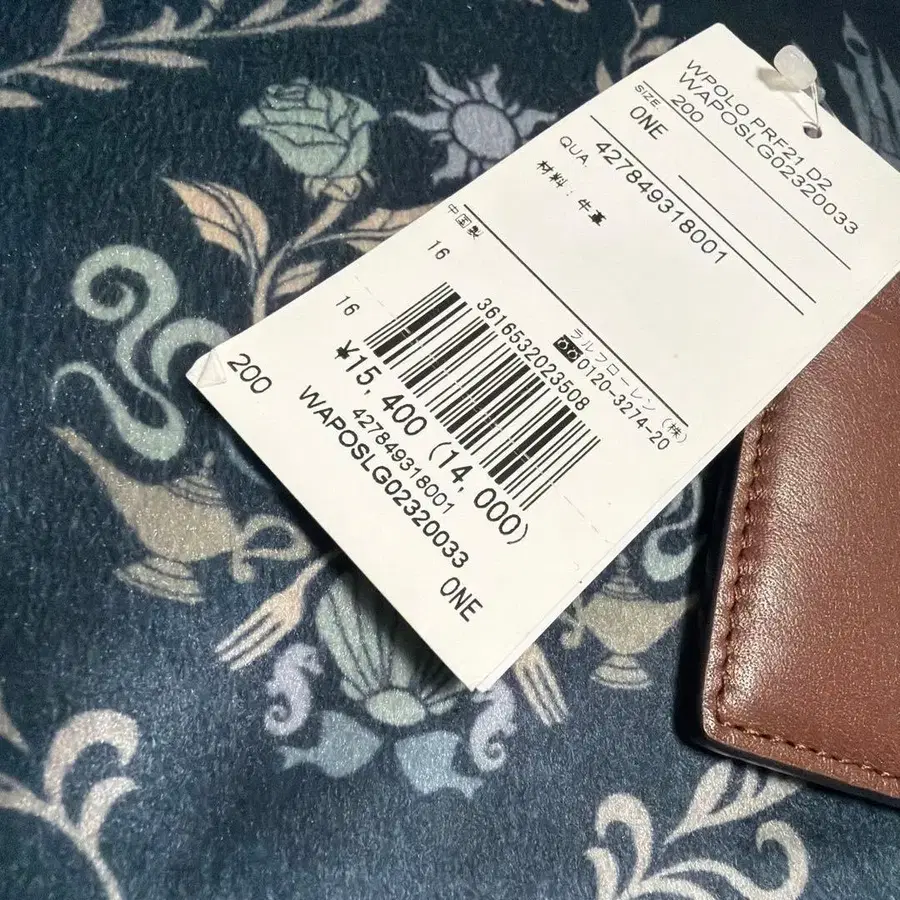 WPOLO PRF21 D2
WAPOSLG02320033
200
SIZE
ONE
427849318001
QUA
材料：牛革
中国製
16
ラルフローレン（株）
0120-3274-20
3616532023508
16
¥15,400（14,000）
427849318001
WAPOSLG02320033
200
ONE